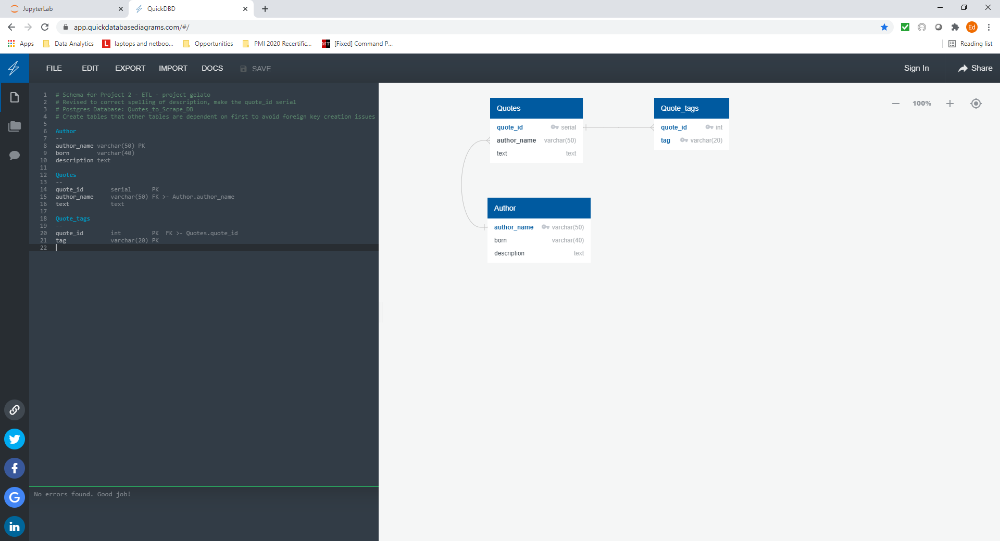 JupyterLab
QuickDBD
app.quickdatabasediagrams.com/#/
Ed
Apps
Data Analytics
L
laptops and netboo...
Opportunities
PMI 2020 Recertific...
MT
[Fixed] Command P...
Reading list
FILE
EDIT
EXPORT
IMPORT
DOCS
SAVE
Sign In
Share
1 # Schema for Project 2 - ETL - project gelato
2 # Revised to correct spelling of description, make the quote_id serial
3 # Postgres Database: Quotes_to_Scrape_DB
4 # Create tables that other tables are dependent on first to avoid foreign key creation issues
5
6 Author
7 --
8 author_name varchar(50) PK
9 born varchar(40)
10 description text
11
12 Quotes
13 --
14 quote_id serial PK
15 author_name varchar(50) FK >- Author.author_name
16 text text
17
18 Quote_tags
19 --
20 quote_id int PK FK >- Quotes.quote_id
21 tag varchar(20) PK
22
No errors found. Good job!
Quotes
quote_id serial
author_name varchar(50)
text text
Quote_tags
quote_id int
tag varchar(20)
Author
author_name varchar(50)
born varchar(40)
description text
100%
f
G
in